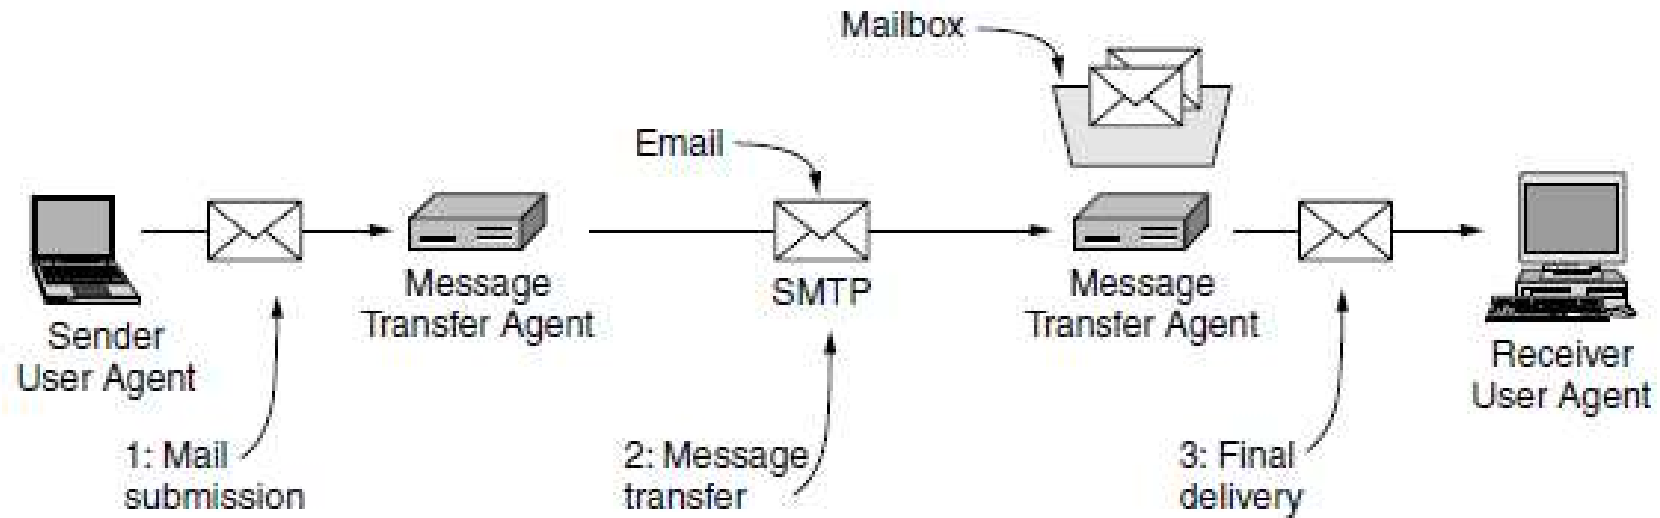 Mailbox
Email
Message
Transfer Agent
SMTP
Message
Transfer Agent
Sender
User Agent
Receiver
User Agent
1: Mail
submission
2: Message
transfer
3: Final
delivery